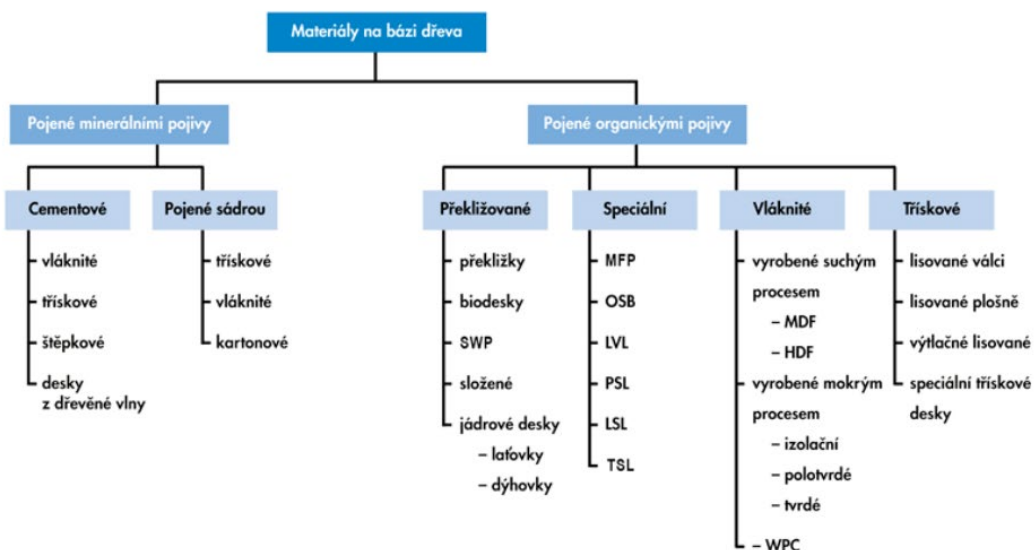 Materiály na bázi dřeva
Pojené minerálními pojivy
Pojené organickými pojivy
Cementové
vláknité
třískové
štěpkové
desky
z dřevěné vlny
Pojené sádrou
třískové
vláknité
kartonové
Překližované
překližky
biodesky
SWP
složené
jádrové desky
– laťovky
– dýhovky
Speciální
MFP
OSB
LVL
PSL
LSL
TSL
Vláknité
vyrobené suchým
procesem
– MDF
– HDF
vyrobené mokrým
procesem
– izolační
– polotvrdé
– tvrdé
– WPC
Třískové
lisované válci
lisované plošně
výtlačné lisované
speciální třískové
desky